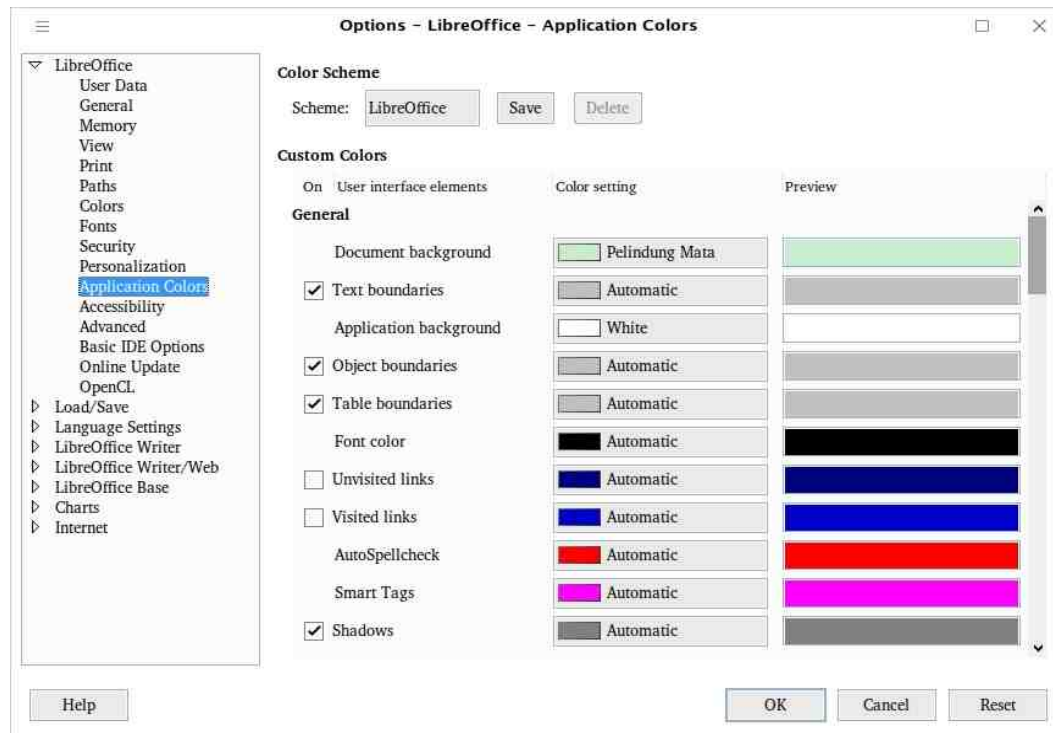 Options – LibreOffice – Application Colors
LibreOffice
User Data
General
Memory
View
Print
Paths
Colors
Fonts
Security
Personalization
Application Colors
Accessibility
Advanced
Basic IDE Options
Online Update
OpenCL
Load/Save
Language Settings
LibreOffice Writer
LibreOffice Writer/Web
LibreOffice Base
Charts
Internet
Color Scheme
Scheme: LibreOffice Save Delete
Custom Colors
On User interface elements Color setting Preview
General
Document background Pelindung Mata
Text boundaries Automatic
Application background White
Object boundaries Automatic
Table boundaries Automatic
Font color Automatic
Unvisited links Automatic
Visited links Automatic
AutoSpellcheck Automatic
Smart Tags Automatic
Shadows Automatic
Help OK Cancel Reset